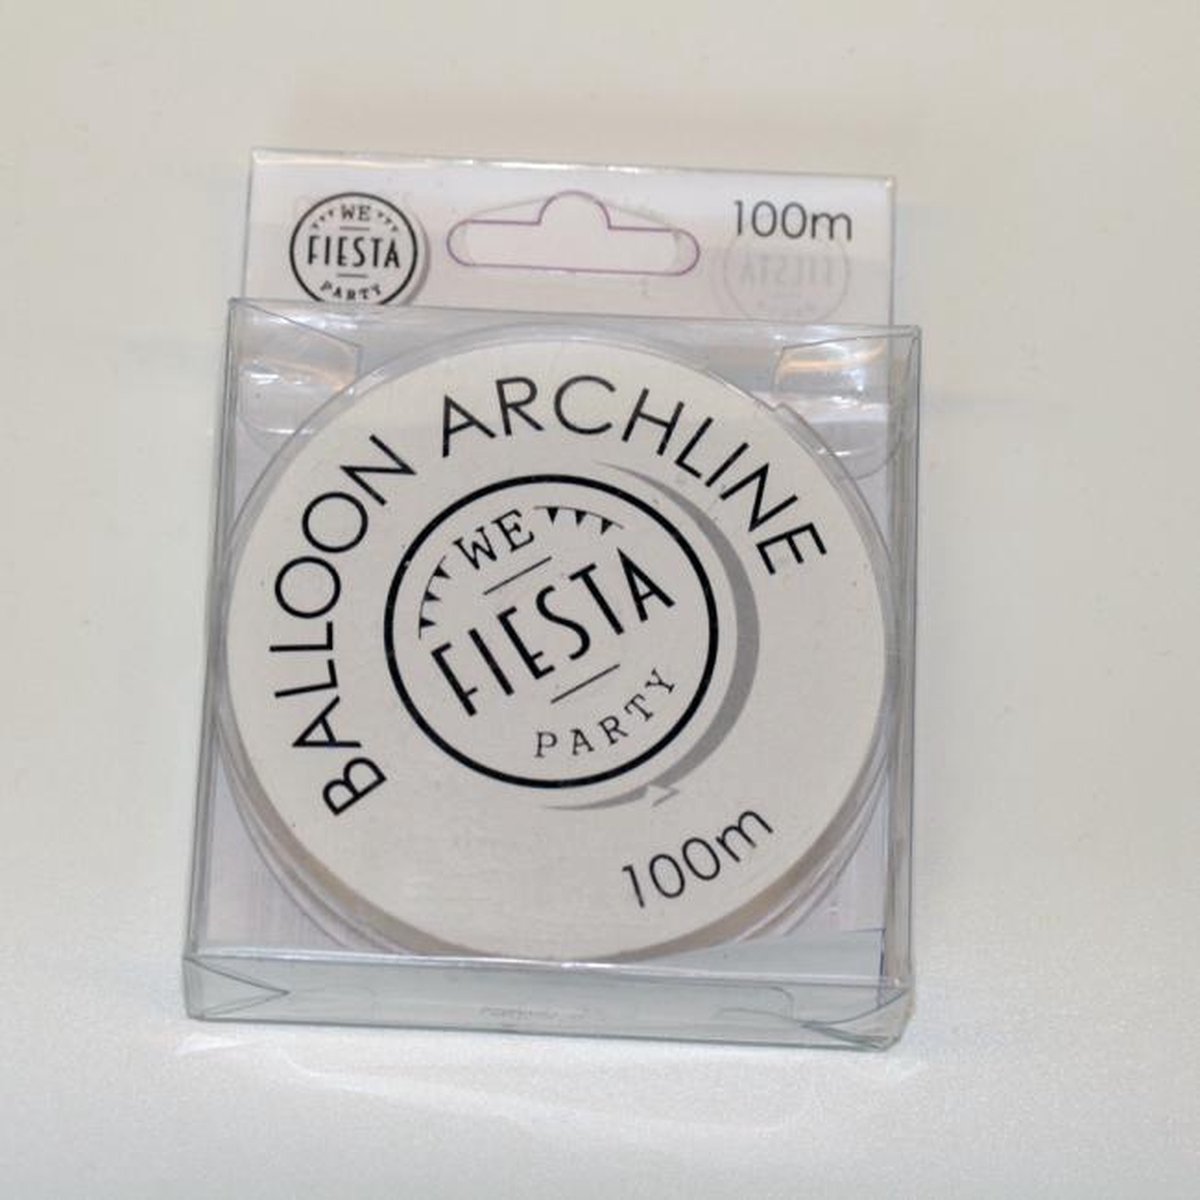 WE
FIESTA
PARTY
100m
BALLOON ARCHLINE
WE
FIESTA
PARTY
100m